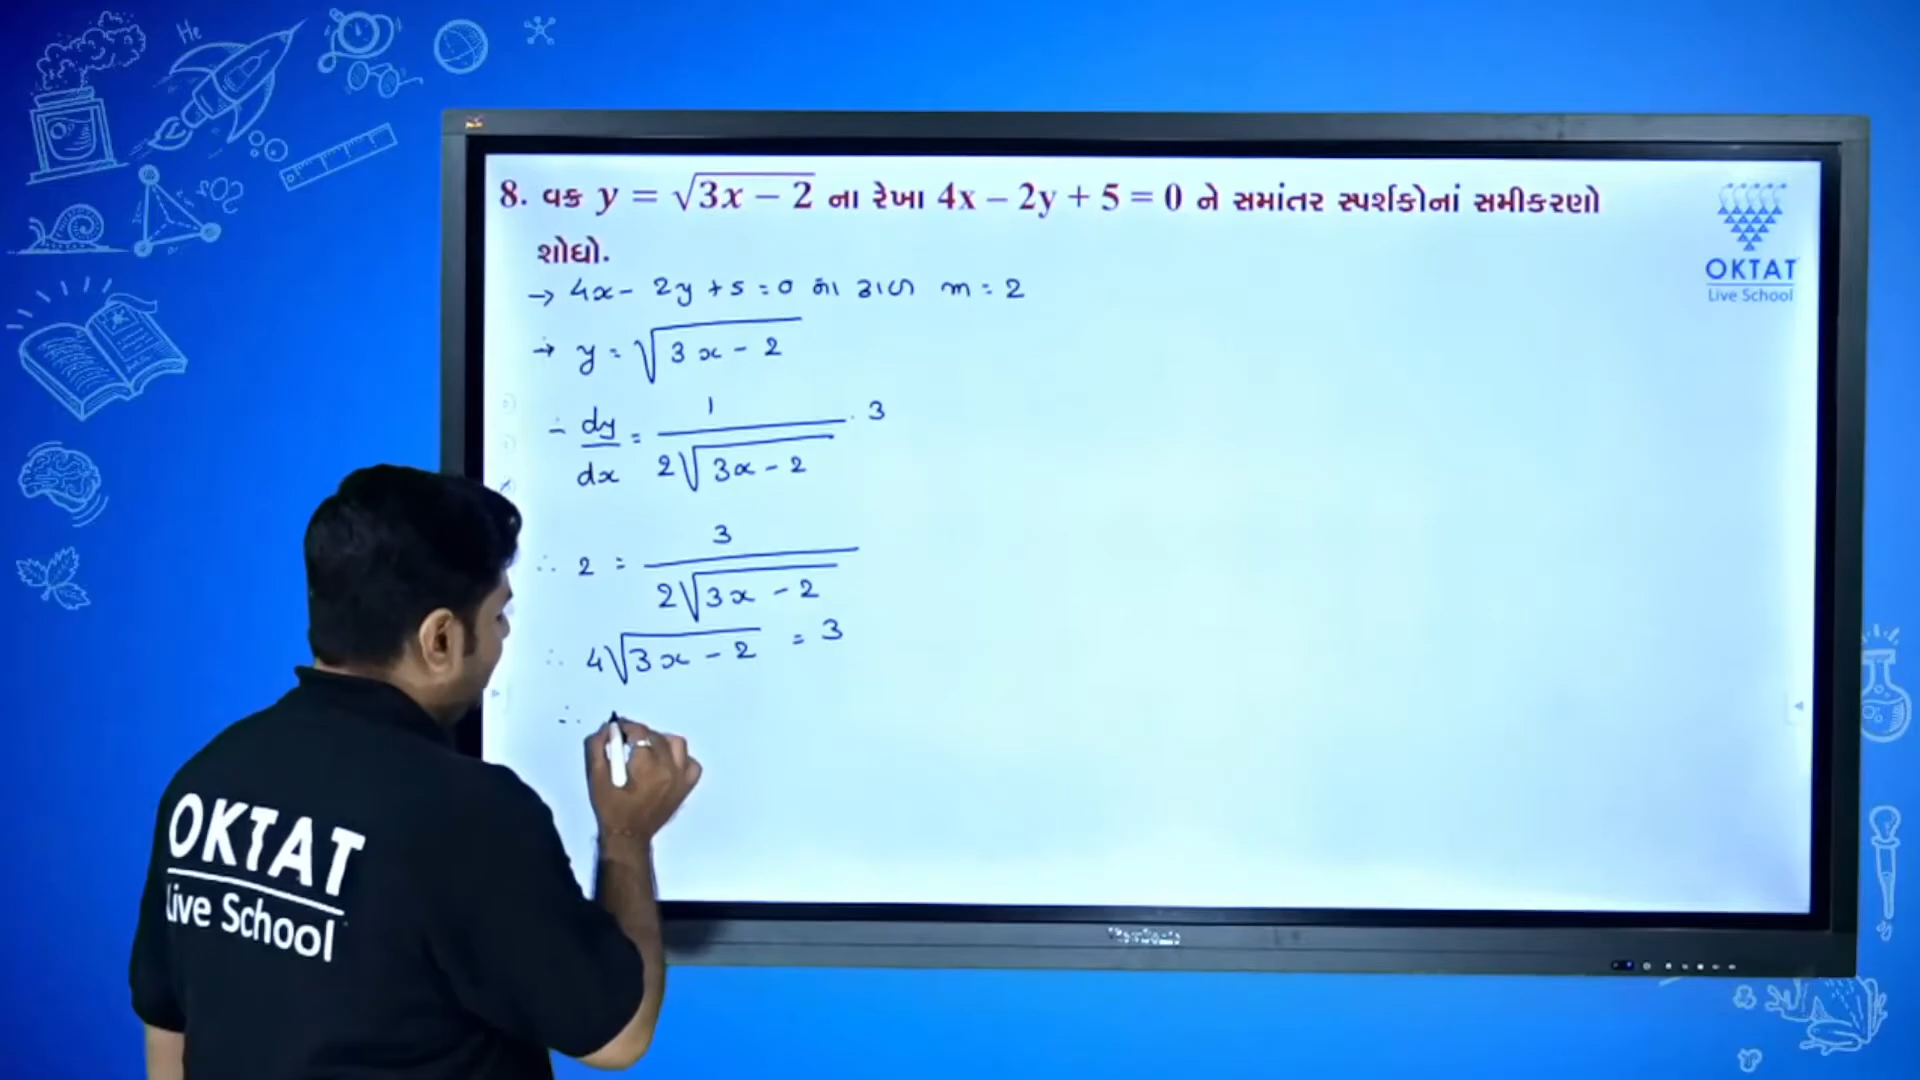 He
8. વક્ર y = √3x – 2 ના રેખા 4x – 2y + 5 = 0 ને સમાંતર સ્પર્શકોનાં સમીકરણો
શોધો.
OKTAT
Live School
→ 4x - 2y + 5 = 0 નો ઢાળ m = 2
→ y = √3x - 2
∴ dy/dx = 1/2√3x - 2 . 3
∴ 2 = 3/2√3x - 2
∴ 4√3x - 2 = 3
∴
OKTAT
Live School